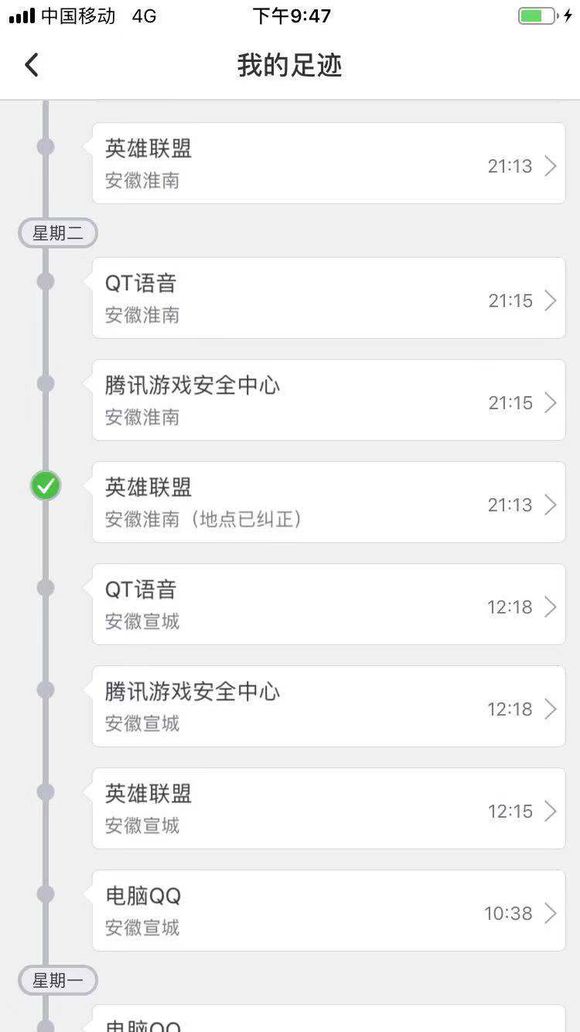 中国移动 4G 下午9:47
我的足迹
英雄联盟
安徽淮南
21:13
星期二
QT语音
安徽淮南
21:15
腾讯游戏安全中心
安徽淮南
21:15
英雄联盟
安徽淮南（地点已纠正）
21:13
QT语音
安徽宣城
12:18
腾讯游戏安全中心
安徽宣城
12:18
英雄联盟
安徽宣城
12:15
电脑QQ
安徽宣城
10:38
星期一
电脑QQ